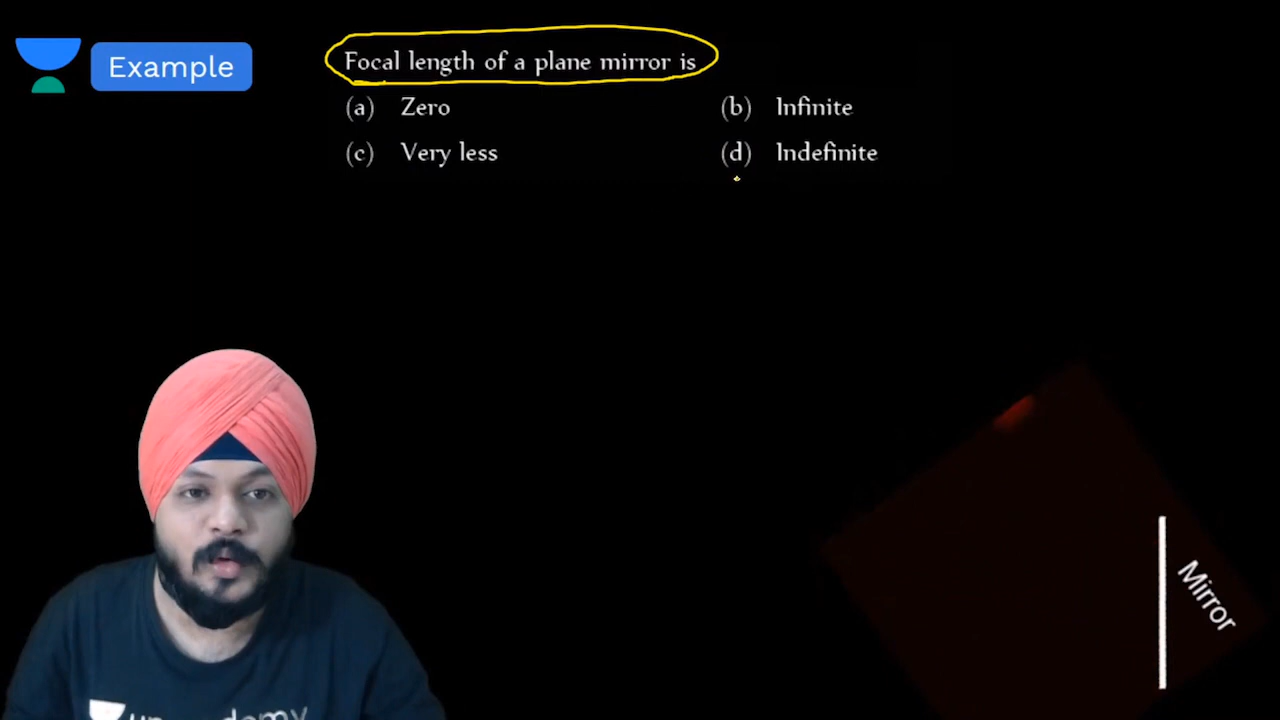 Example
Focal length of a plane mirror is
(a) Zero (b) Infinite
(c) Very less (d) Indefinite
Mirror